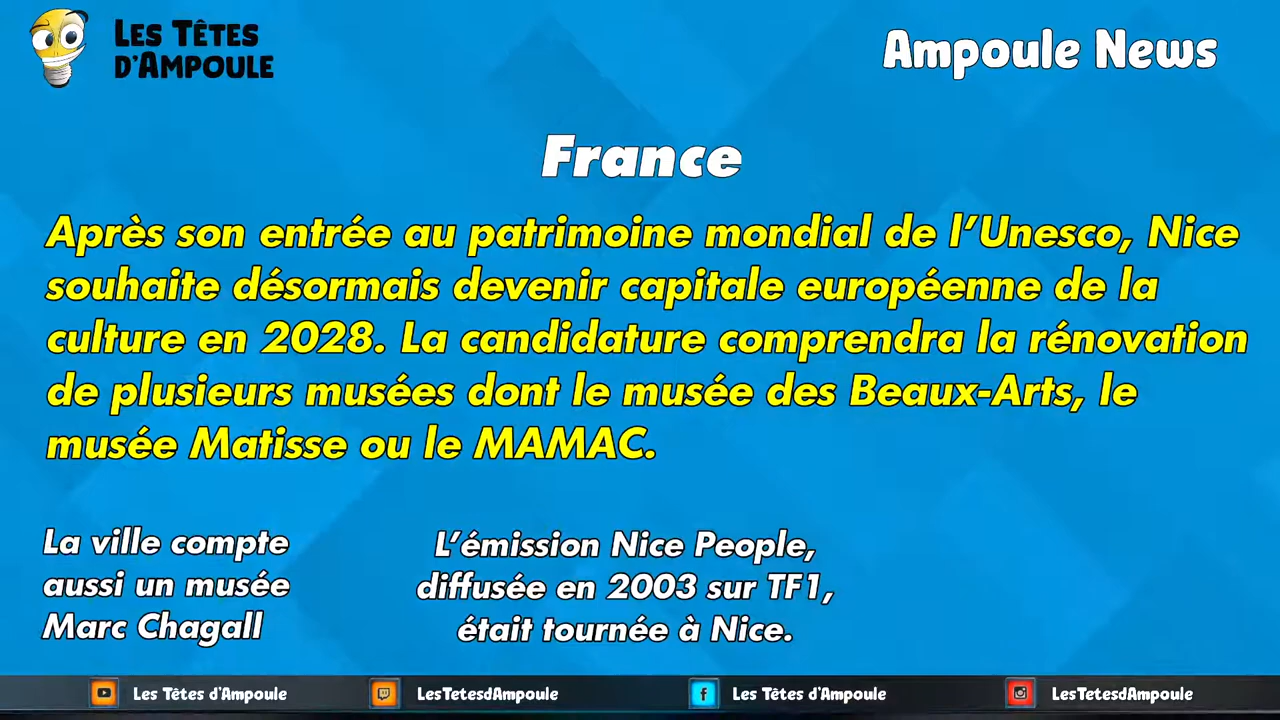 LES TÊTES
D'AMPOULE
Ampoule News
France
Après son entrée au patrimoine mondial de l'Unesco, Nice
souhaite désormais devenir capitale européenne de la
culture en 2028. La candidature comprendra la rénovation
de plusieurs musées dont le musée des Beaux-Arts, le
musée Matisse ou le MAMAC.
La ville compte
aussi un musée
Marc Chagall
L'émission Nice People,
diffusée en 2003 sur TF1,
était tournée à Nice.
Les Têtes d'Ampoule
LesTetesdAmpoule
Les Têtes d'Ampoule
LesTetesdAmpoule